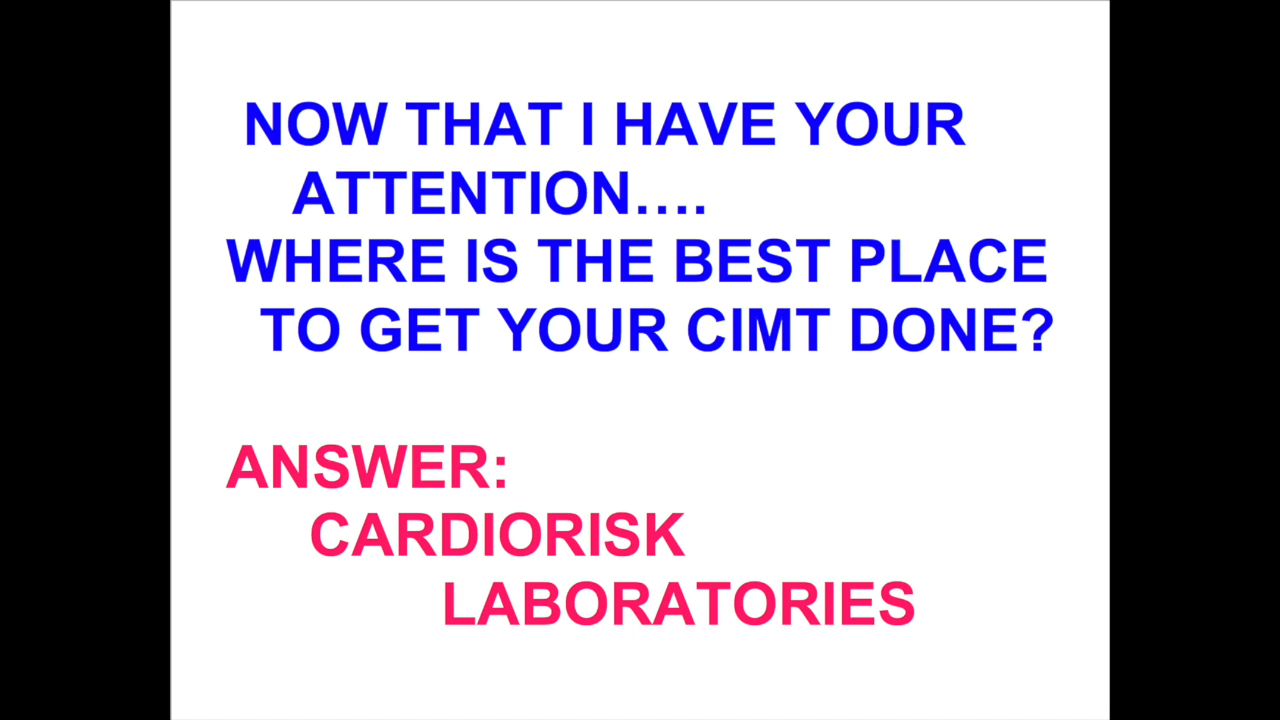 NOW THAT I HAVE YOUR
ATTENTION….
WHERE IS THE BEST PLACE
TO GET YOUR CIMT DONE?
ANSWER:
CARDIORISK
LABORATORIES